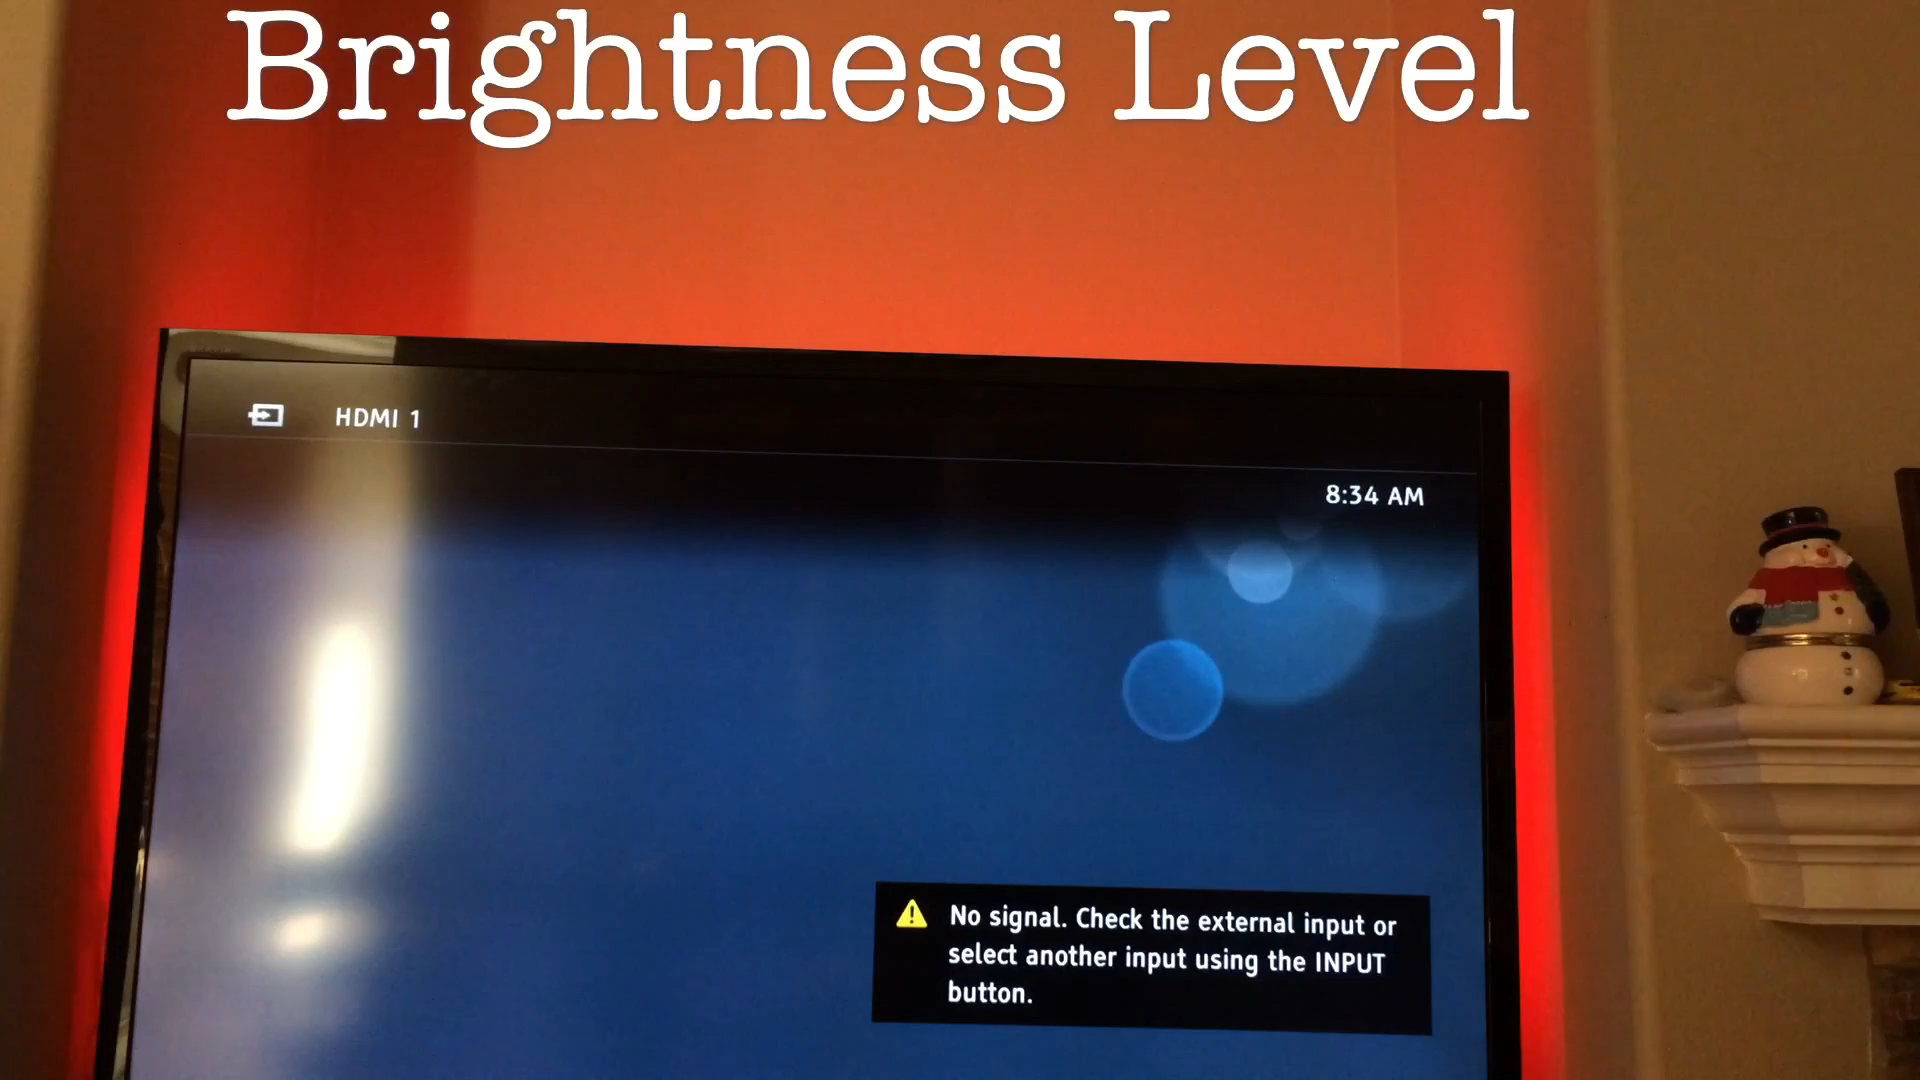 Brightness Level
HDMI 1
8:34 AM
No signal. Check the external input or
select another input using the INPUT
button.